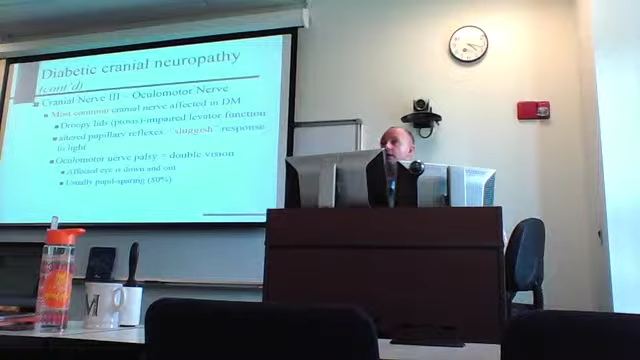 Diabetic cranial neuropathy
(cont'd)
Cranial Nerve III – Oculomotor Nerve
Most common cranial nerve affected in DM
Droopy lids (ptosis)-impaired levator function
altered pupillary reflexes. "sluggish" response
to light
Oculomotor nerve palsy = double vision
Affected eye is down and out
Usually pupil-sparing (80%)